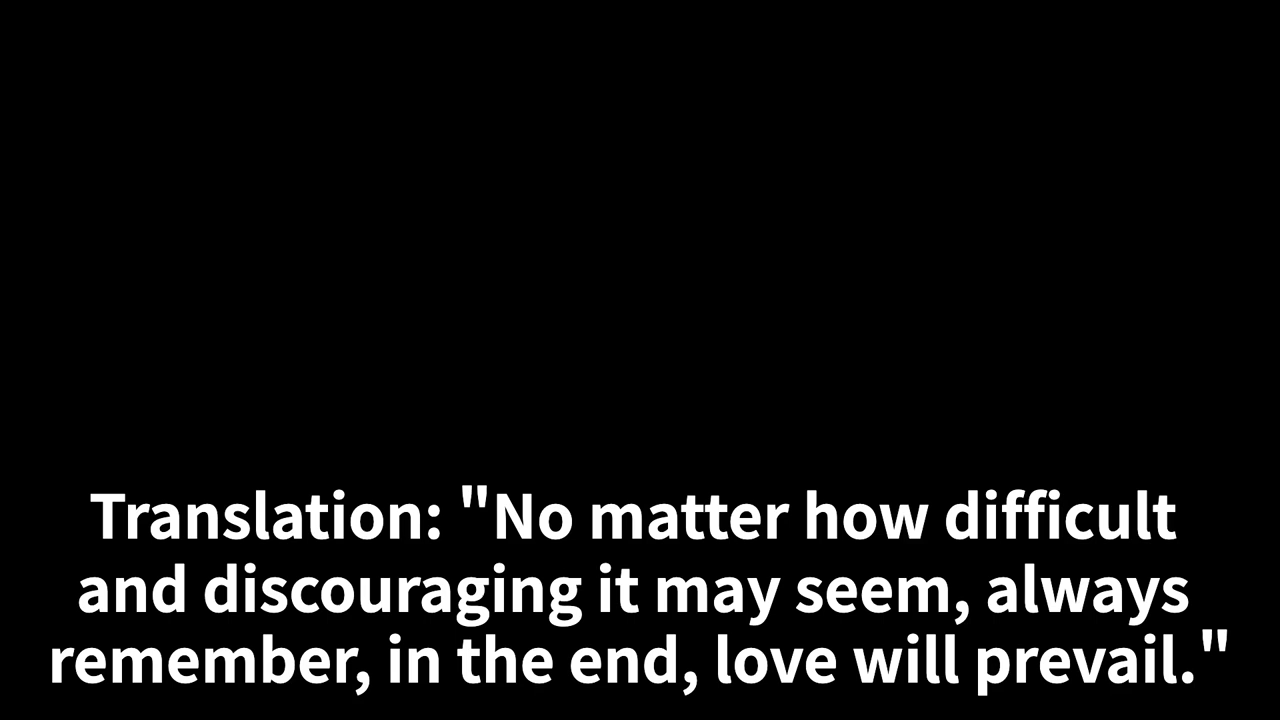 Translation: "No matter how difficult
and discouraging it may seem, always
remember, in the end, love will prevail."